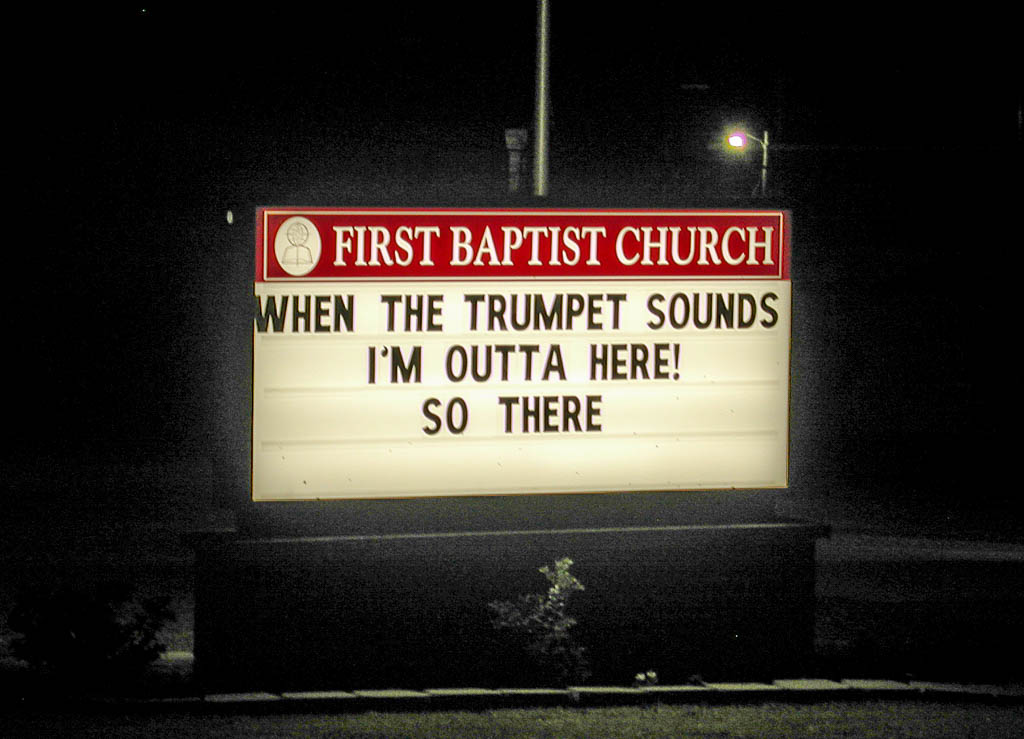 FIRST BAPTIST CHURCH
WHEN THE TRUMPET SOUNDS
I'M OUTTA HERE!
SO THERE